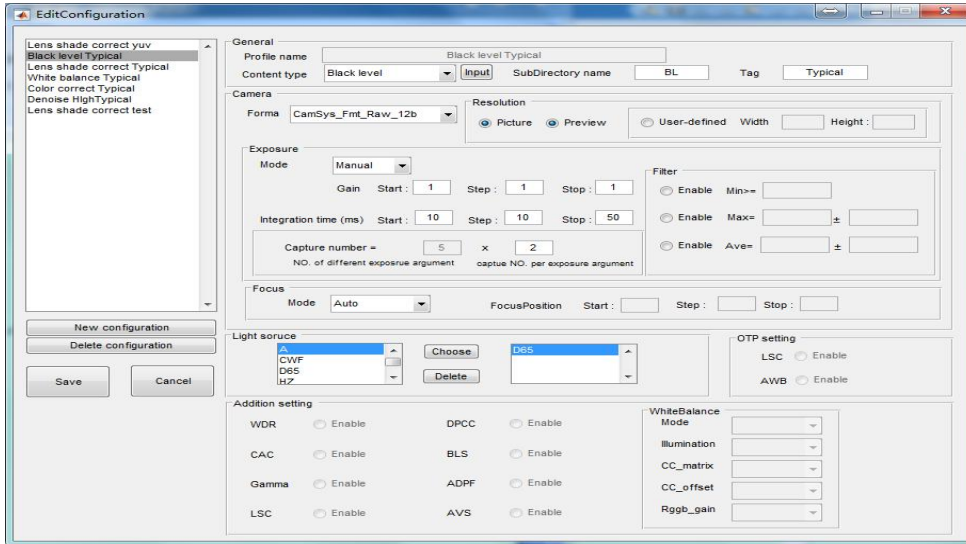 EditConfiguration
Lens shade correct yuv
Black level Typical
Lens shade correct Typical
White balance Typical
Color correct Typical
Denoise HIghTypical
Lens shade correct test
New configuration
Delete configuration
Save Cancel
General
Profile name Black level Typical
Content type Black level Input SubDirectory name BL Tag Typical
Camera
Forma CamSys_Fmt_Raw_12b
Resolution
Picture Preview User-defined Width Height :
Exposure
Mode Manual
Gain Start : 1 Step : 1 Stop : 1
Integration time (ms) Start : 10 Step : 10 Stop : 50
Capture number = 5 x 2
NO. of different exposrue argument captue NO. per exposure argument
Filter
Enable Min>=
Enable Max= ±
Enable Ave= ±
Focus
Mode Auto FocusPosition Start : Step : Stop :
Light soruce
A
CWF
D65
HZ
Choose
Delete
D65
OTP setting
LSC Enable
AWB Enable
Addition setting
WDR Enable DPCC Enable
CAC Enable BLS Enable
Gamma Enable ADPF Enable
LSC Enable AVS Enable
WhiteBalance
Mode
Illumination
CC_matrix
CC_offset
Rggb_gain